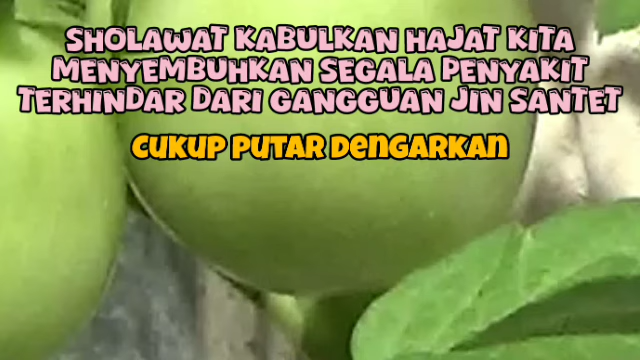 SHOLAWAT KABULKAN HAJAT KITA
MENYEMBUHKAN SEGALA PENYAKIT
TERHINDAR DARI GANGGUAN JIN SANTET
CUKUP PUTAR DENGARKAN